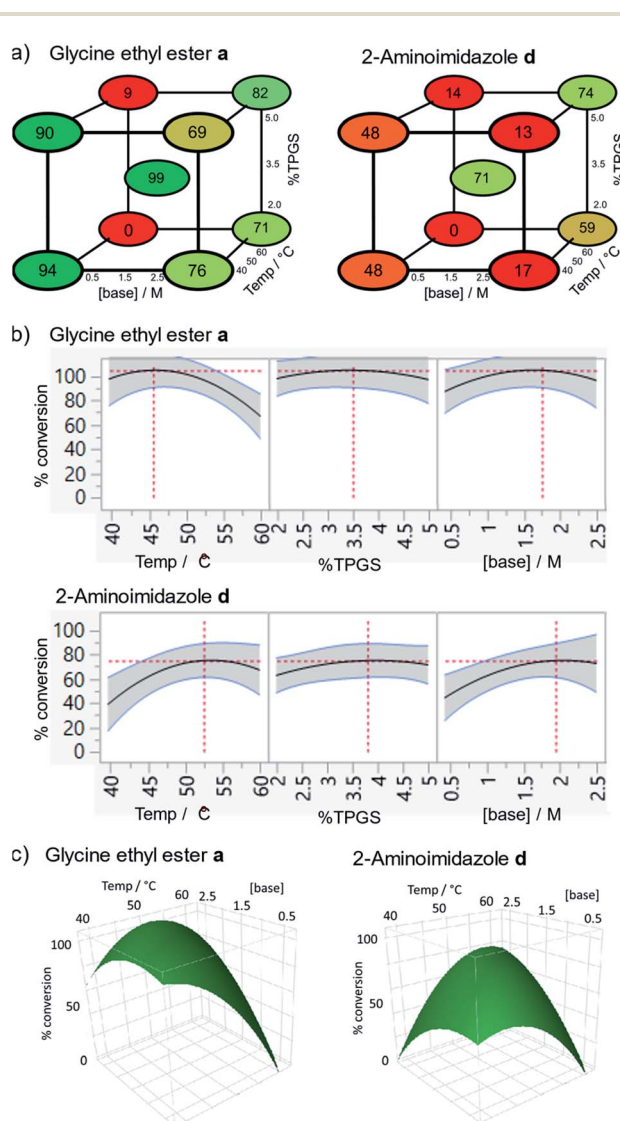 a) Glycine ethyl ester a
2-Aminoimidazole d
9
82
90
69
5.0
99
3.5
%TPGS
2.0
0
71
60
50
40
Temp / °C
94
76
0.5 1.5 2.5
[base] / M
14
74
48
13
5.0
71
3.5
%TPGS
2.0
0
59
60
50
40
Temp / °C
48
17
0.5 1.5 2.5
[base] / M
b) Glycine ethyl ester a
% conversion
100
80
60
40
20
0
40 45 50 55 60 2 2.5 3 3.5 4 4.5 5 0.5 1 1.5 2 2.5
Temp / °C %TPGS [base] / M
2-Aminoimidazole d
% conversion
100
80
60
40
20
0
40 45 50 55 60 2 2.5 3 3.5 4 4.5 5 0.5 1 1.5 2 2.5
Temp / °C %TPGS [base] / M
c) Glycine ethyl ester a
2-Aminoimidazole d
Temp / °C
40 50 60
[base]
2.5 1.5 0.5
% conversion
100
50
0
Temp / °C
40 50 60
[base]
2.5 1.5 0.5
% conversion
100
50
0